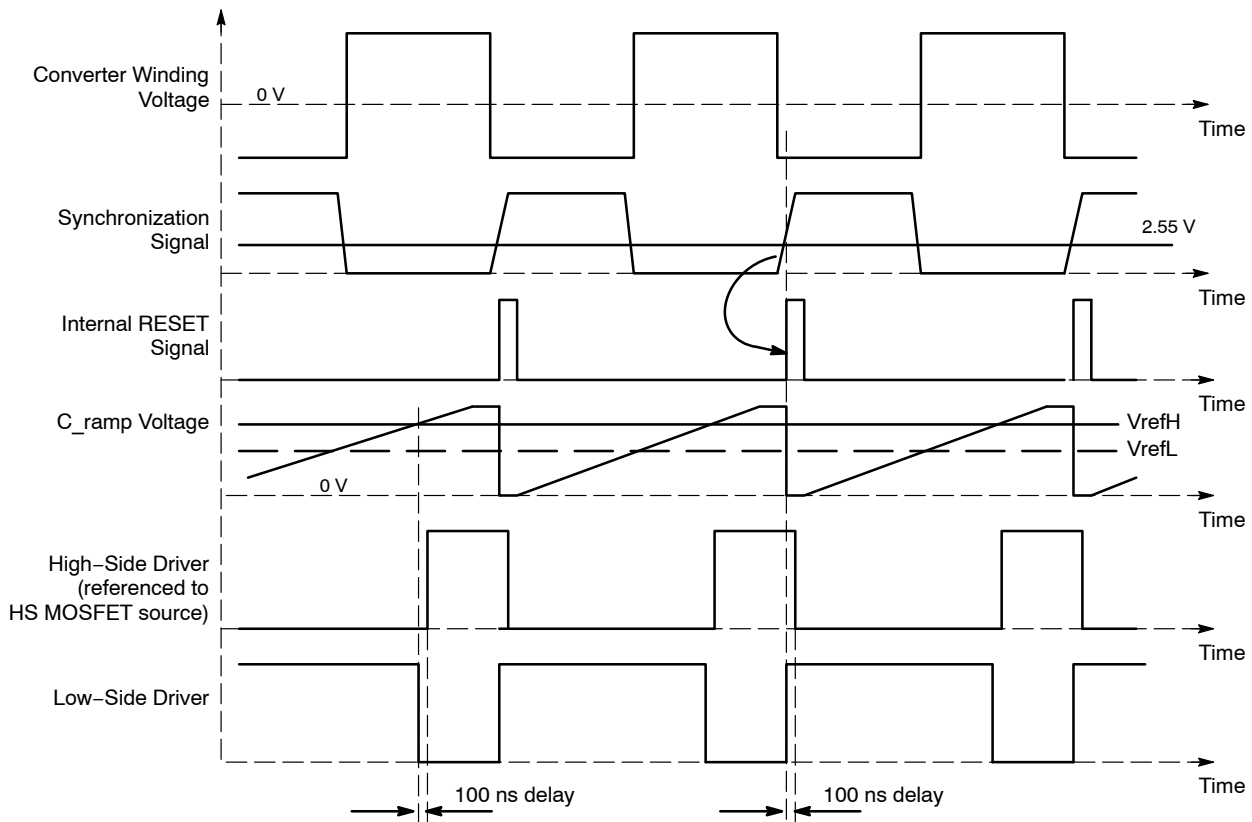 Converter Winding
Voltage
0 V
Time
Synchronization
Signal
2.55 V
Time
Internal RESET
Signal
Time
C_ramp Voltage
VrefH
VrefL
0 V
Time
High−Side Driver
(referenced to
HS MOSFET source)
Time
Low−Side Driver
Time
100 ns delay
100 ns delay